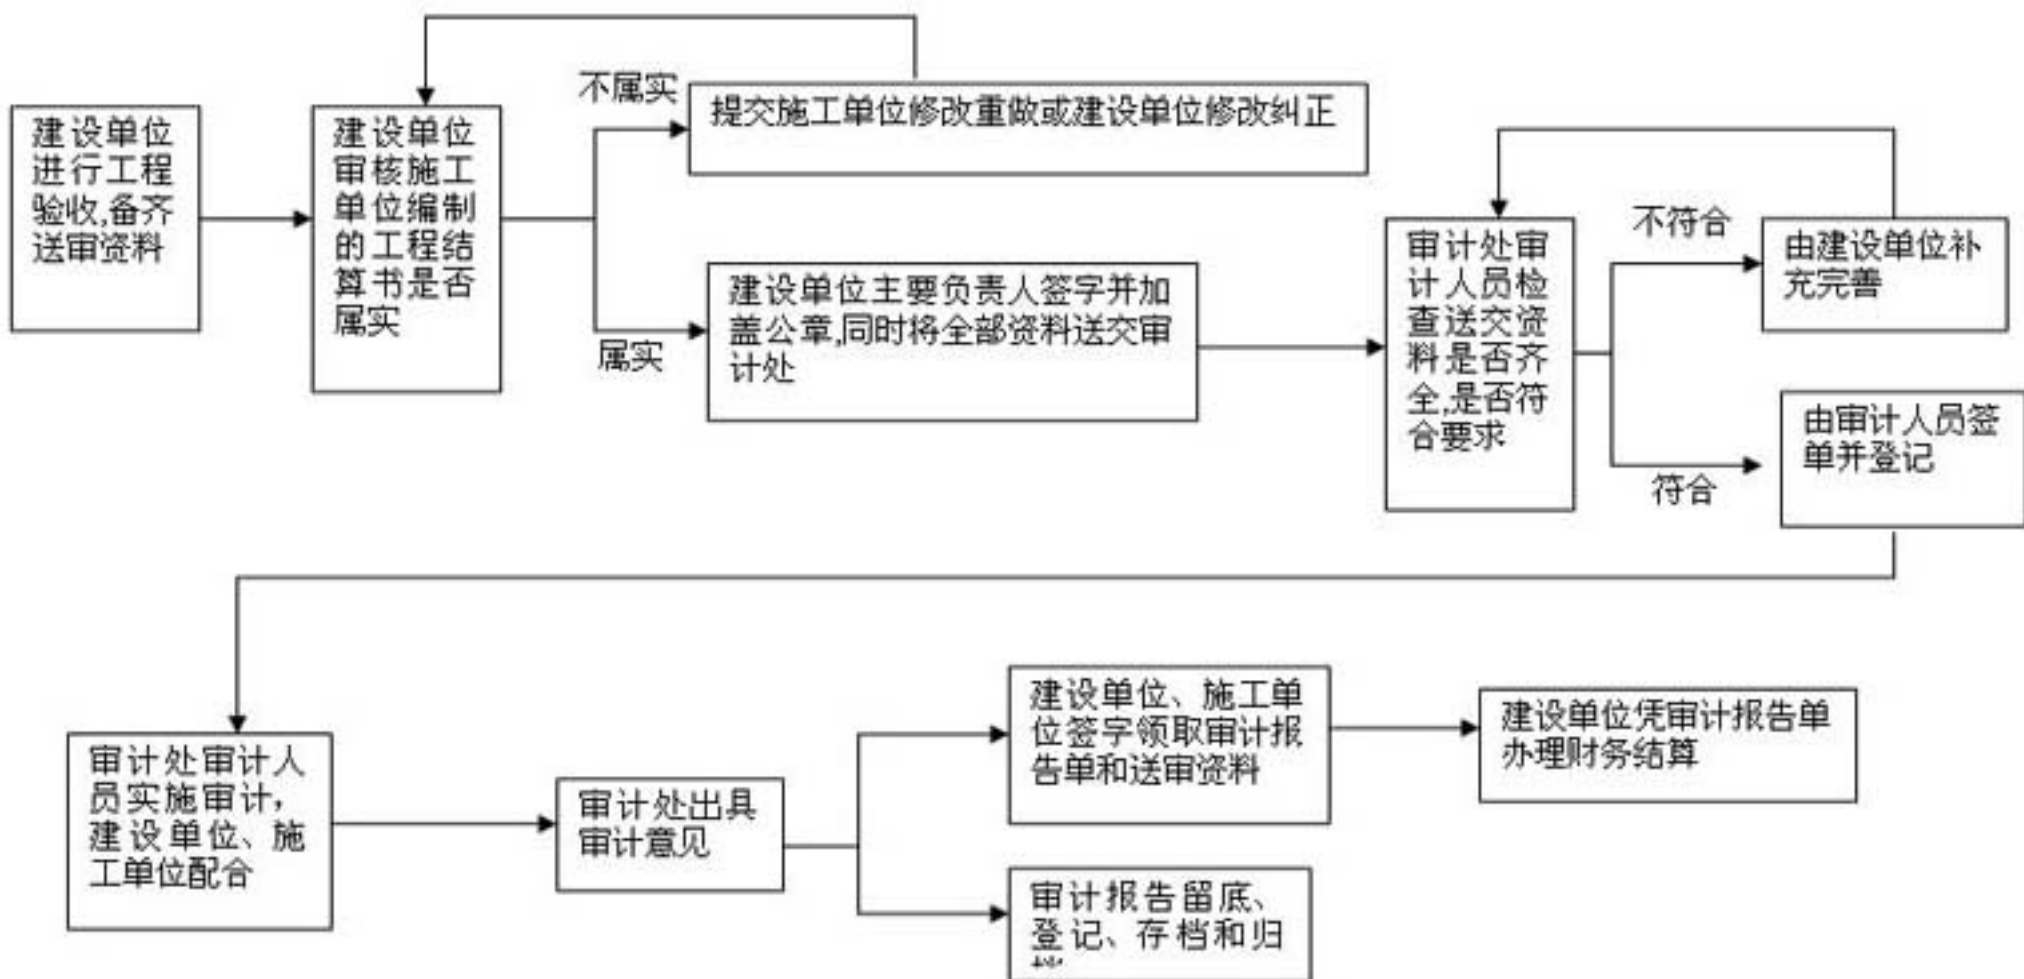 建设单位
进行工程
验收,备齐
送审资料
建设单位
审核施工
单位编制
的工程结
算书是否
属实
不属实
提交施工单位修改重做或建设单位修改纠正
属实
建设单位主要负责人签字并加
盖公章,同时将全部资料送交审
计处
审计处审
计人员检
查送交资
料是否齐
全,是否符
合要求
不符合
由建设单位补
充完善
符合
由审计人员签
单并登记
审计处审计人
员实施审计，
建设单位、施
工单位配合
审计处出具
审计意见
建设单位、施工单
位签字领取审计报
告单和送审资料
建设单位凭审计报告单
办理财务结算
审计报告留底、
登记、存档和归